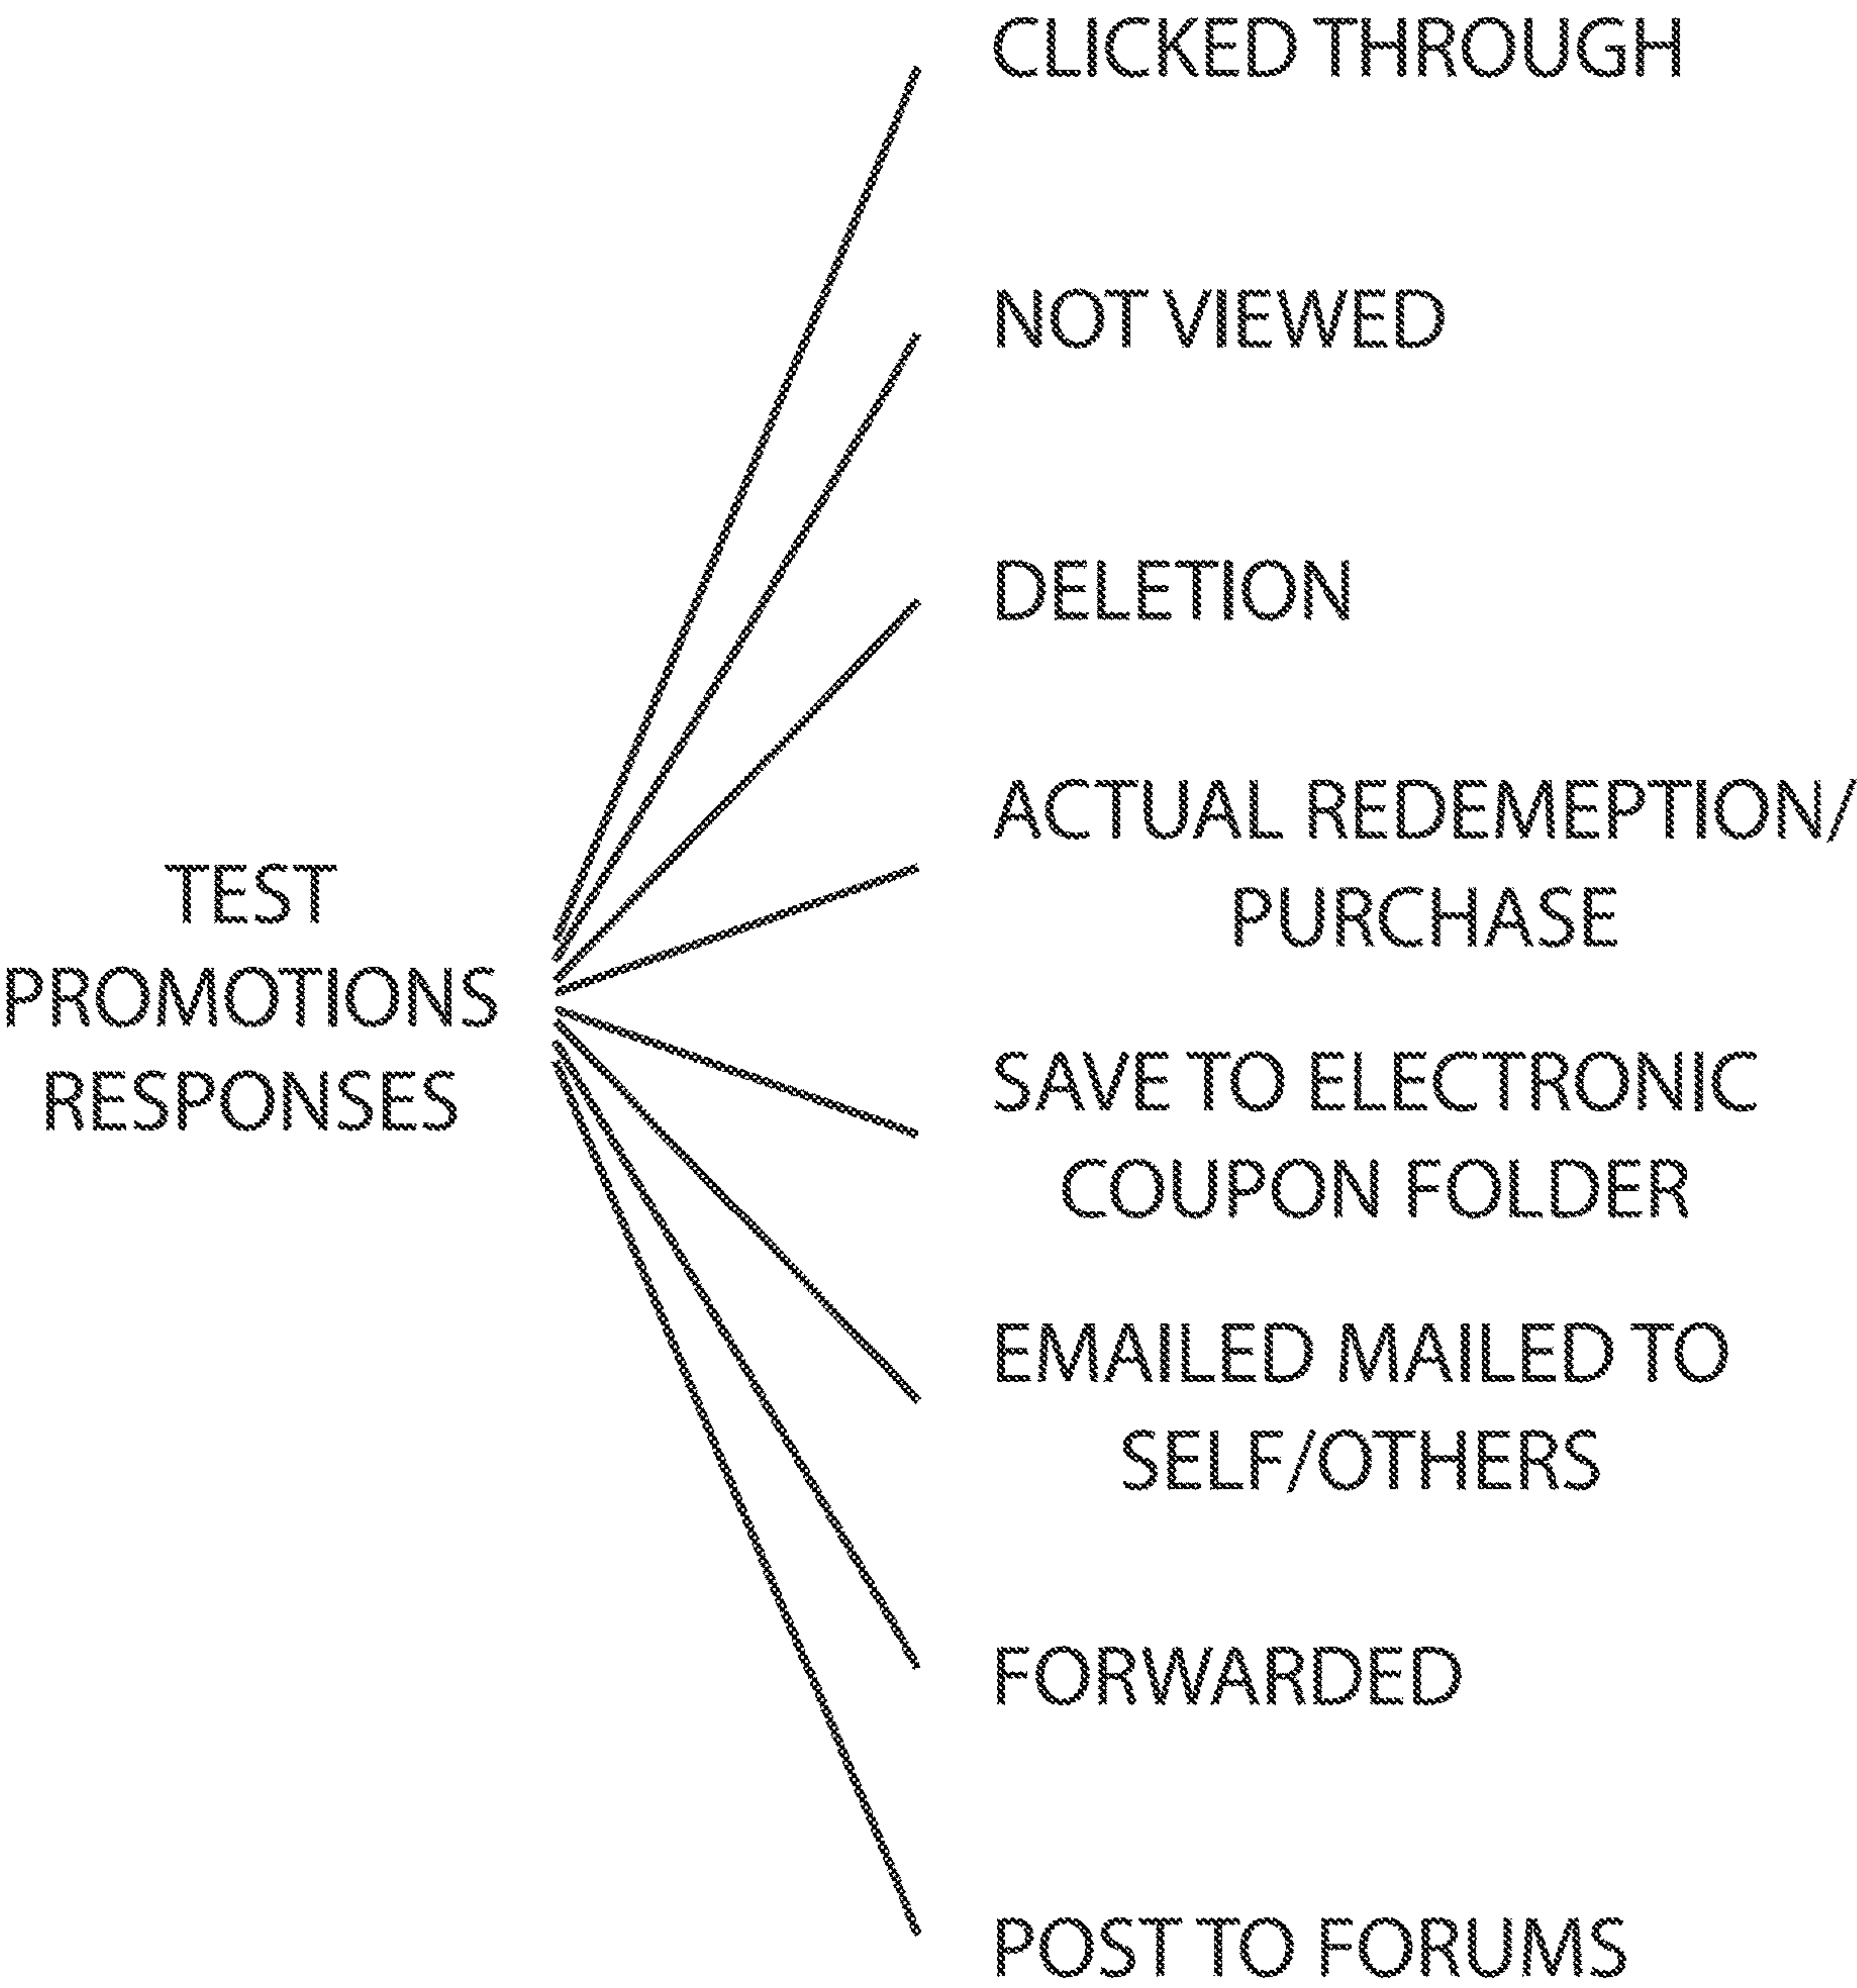 CLICKED THROUGH
NOT VIEWED
DELETION
ACTUAL REDEMEPTION/
PURCHASE
TEST
PROMOTIONS
RESPONSES
SAVE TO ELECTRONIC
COUPON FOLDER
EMAILED MAILED TO
SELF/OTHERS
FORWARDED
POST TO FORUMS